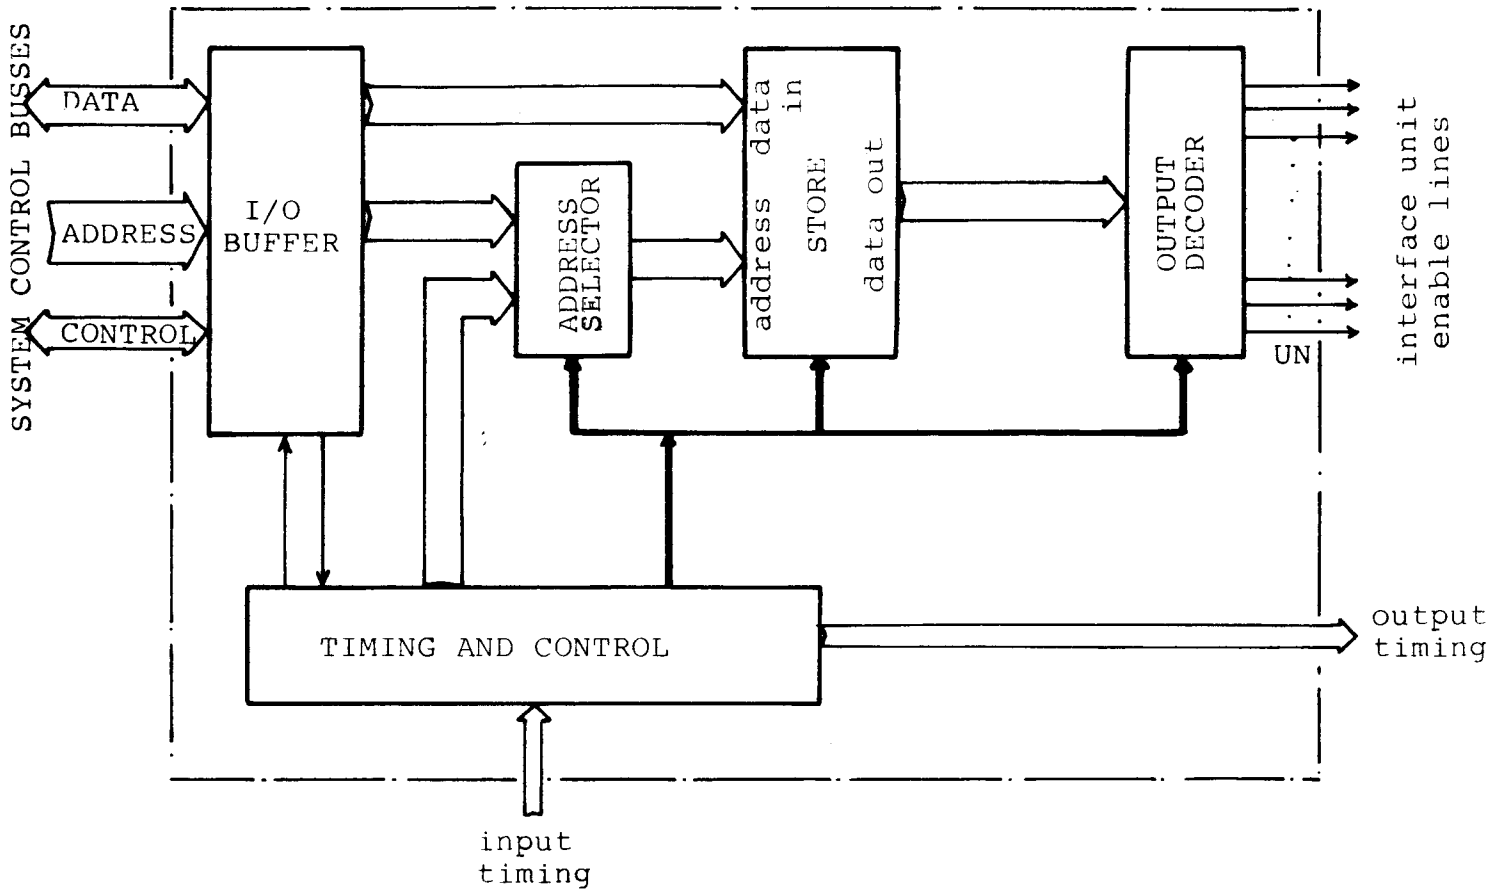 SYSTEM CONTROL BUSSES
DATA
ADDRESS
CONTROL
I/O
BUFFER
ADDRESS
SELECTOR
data
in
address
STORE
data out
OUTPUT
DECODER
UN
interface unit
enable lines
TIMING AND CONTROL
output
timing
input
timing